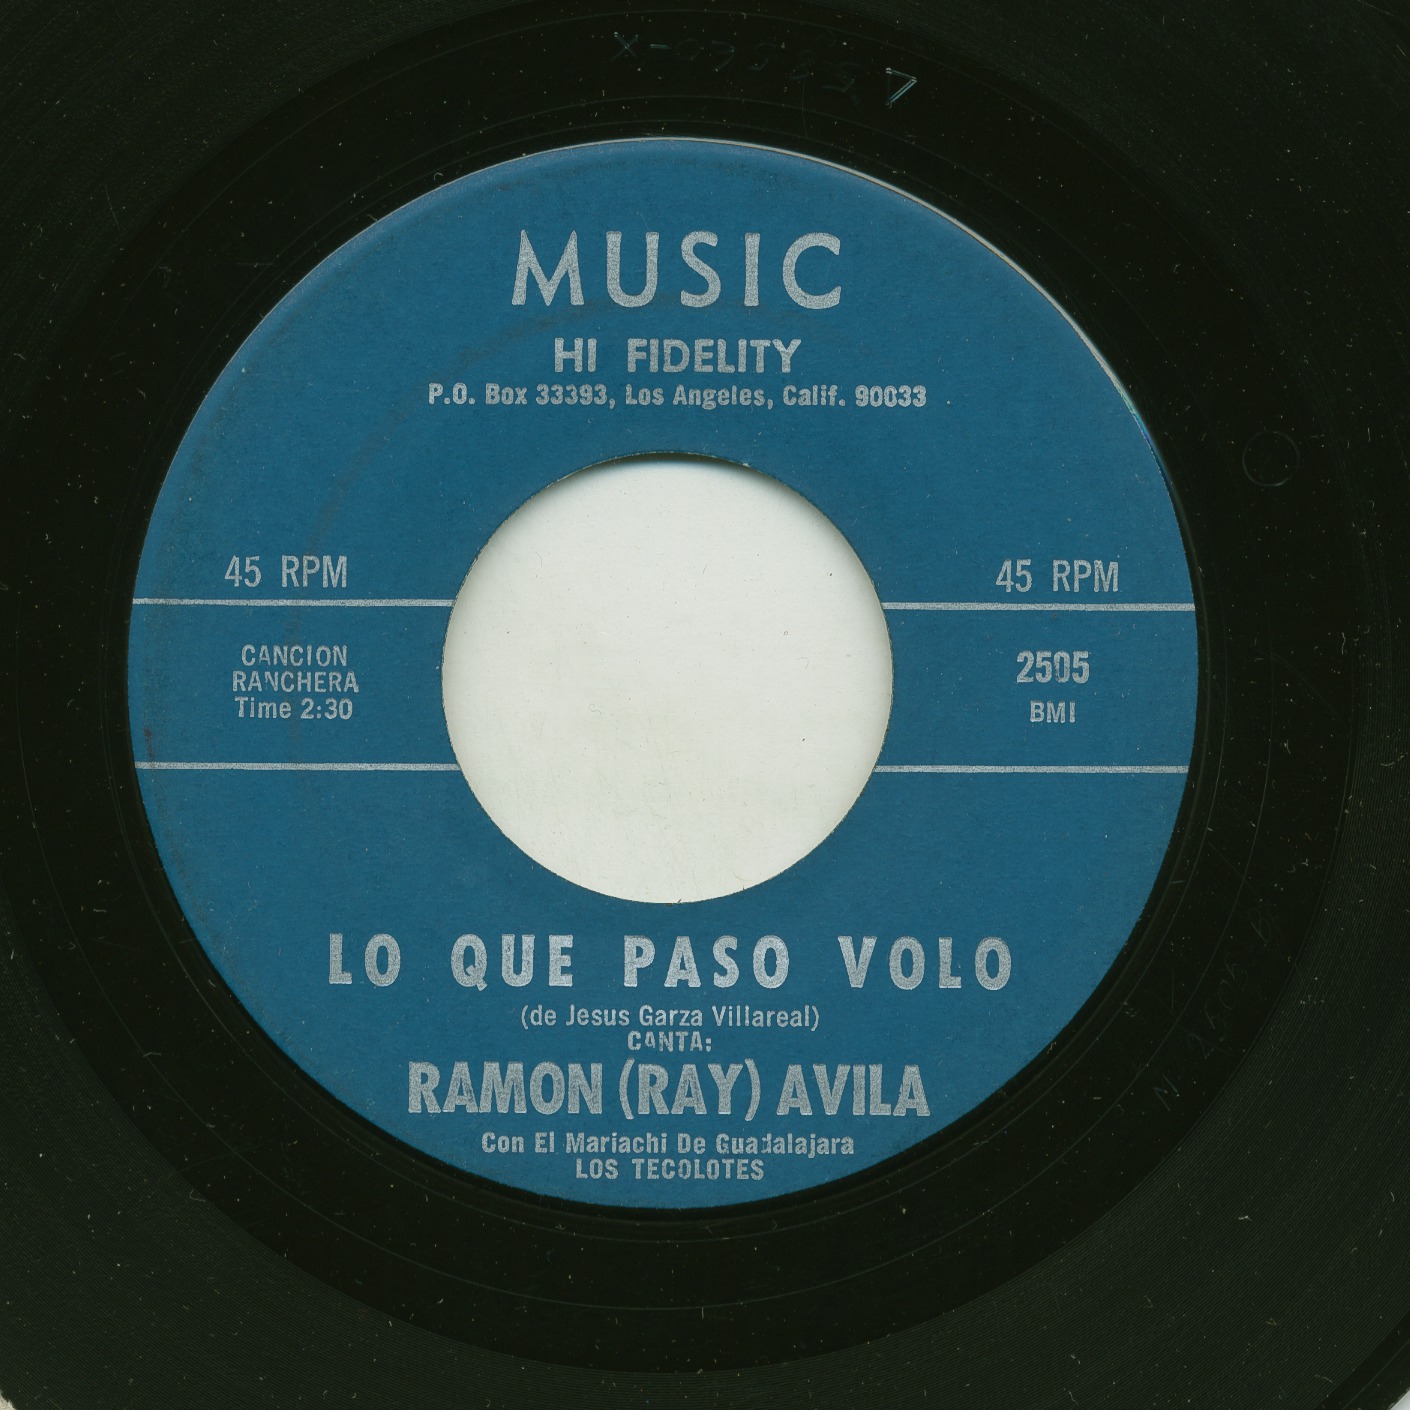 MUSIC
HI FIDELITY
P.O. Box 33393, Los Angeles, Calif. 90033
45 RPM
45 RPM
CANCION
RANCHERA
Time 2:30
2505
BMI
LO QUE PASO VOLO
(de Jesus Garza Villareal)
CANTA:
RAMON (RAY) AVILA
Con El Mariachi De Guadalajara
LOS TECOLOTES